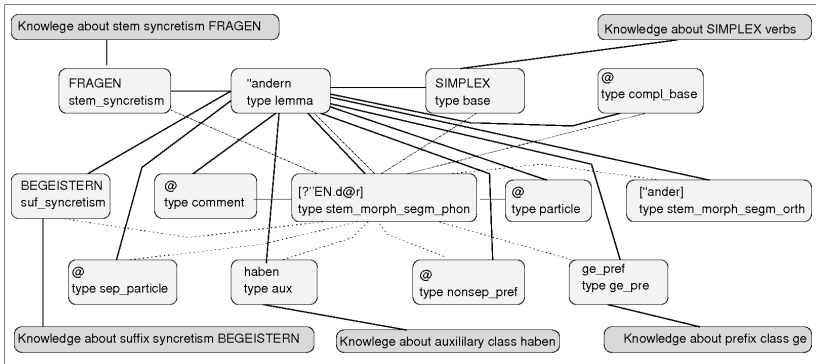 Knowlege about stem syncretism FRAGEN
Knowledge about SIMPLEX verbs
FRAGEN
stem_syncretism
"andern
type lemma
SIMPLEX
type base
@
type compl_base
BEGEISTERN
suf_syncretism
@
type comment
[?"EN.d@r]
type stem_morph_segm_phon
@
type particle
["ander]
type stem_morph_segm_orth
@
type sep_particle
haben
type aux
@
type nonsep_pref
ge_pref
type ge_pre
Knowledge about suffix syncretism BEGEISTERN
Knowlege about auxililary class haben
Knowledge about prefix class ge